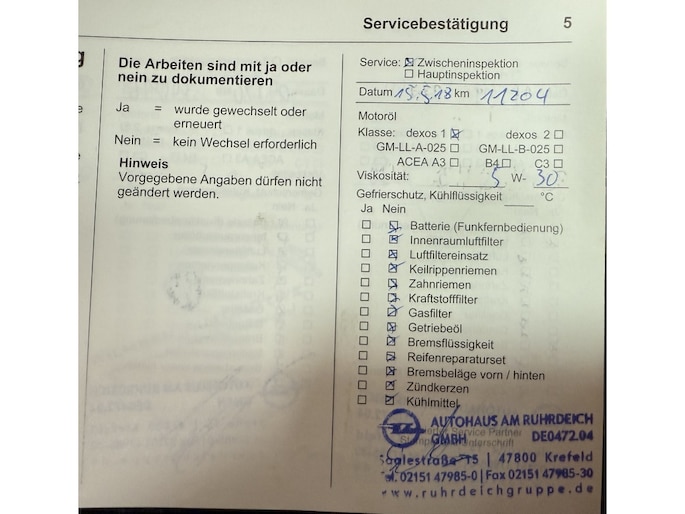 Servicebestätigung 5
Die Arbeiten sind mit ja oder
nein zu dokumentieren
Ja = wurde gewechselt oder
erneuert
Nein = kein Wechsel erforderlich
Hinweis
Vorgegebene Angaben dürfen nicht
geändert werden.
Service: ☒ Zwischeninspektion
☐ Hauptinspektion
Datum 15.5.18 km 11204
Motoröl
Klasse: dexos 1 ☒ dexos 2 ☐
GM-LL-A-025 ☐ GM-LL-B-025 ☐
ACEA A3 ☐ B4 ☐ C3 ☐
Viskosität: 5 W- 30
Gefrierschutz, Kühlflüssigkeit ____ °C
Ja Nein
☐ ☒ Batterie (Funkfernbedienung)
☐ ☒ Innenraumluftfilter
☐ ☒ Luftfiltereinsatz
☐ ☒ Keilrippenriemen
☐ ☒ Zahnriemen
☐ ☒ Kraftstofffilter
☐ ☒ Gasfilter
☐ ☒ Getriebeöl
☐ ☒ Bremsflüssigkeit
☐ ☒ Reifenreparaturset
☐ ☒ Bremsbeläge vorn / hinten
☐ ☒ Zündkerzen
☐ ☒ Kühlmittel
AUTOHAUS AM RUHRDEICH
Service Partner
GMBH DE0472.04
Saalestraße 15 | 47800 Krefeld
Tel. 02151 47985-0 | Fax 02151 47985-30
www.ruhrdeichgruppe.de